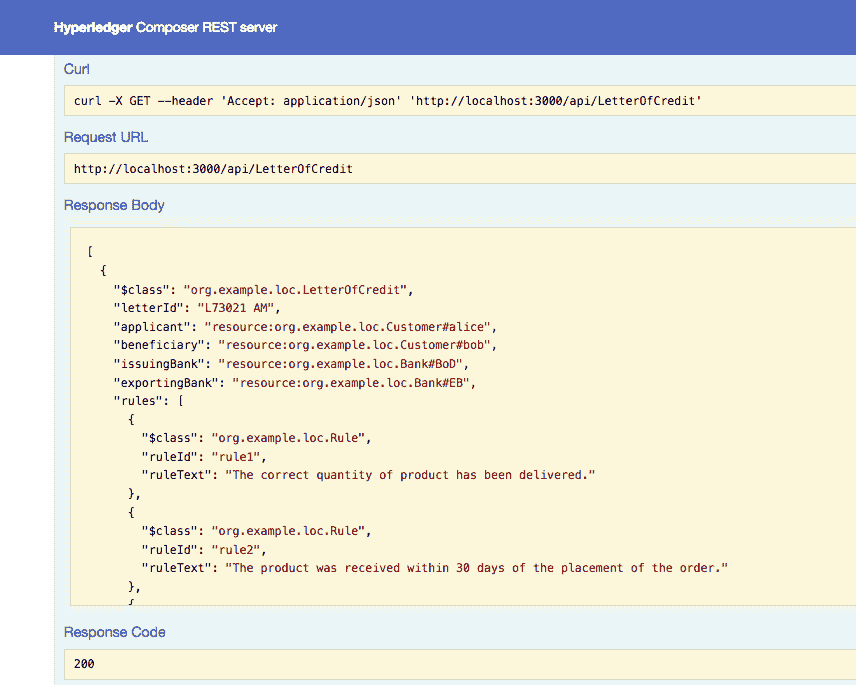 Hyperledger Composer REST server
Curl
curl -X GET --header 'Accept: application/json' 'http://localhost:3000/api/LetterOfCredit'
Request URL
http://localhost:3000/api/LetterOfCredit
Response Body
[
  {
    "$class": "org.example.loc.LetterOfCredit",
    "letterId": "L73021 AM",
    "applicant": "resource:org.example.loc.Customer#alice",
    "beneficiary": "resource:org.example.loc.Customer#bob",
    "issuingBank": "resource:org.example.loc.Bank#BoD",
    "exportingBank": "resource:org.example.loc.Bank#EB",
    "rules": [
      {
        "$class": "org.example.loc.Rule",
        "ruleId": "rule1",
        "ruleText": "The correct quantity of product has been delivered."
      },
      {
        "$class": "org.example.loc.Rule",
        "ruleId": "rule2",
        "ruleText": "The product was received within 30 days of the placement of the order."
      },
      {
Response Code
200